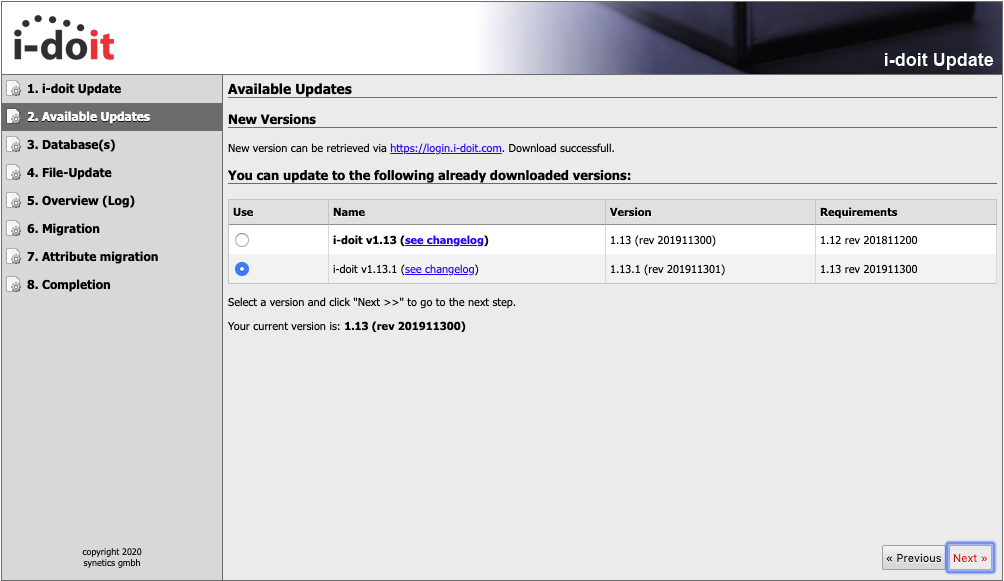 i-doit
i-doit Update
1. i-doit Update
2. Available Updates
3. Database(s)
4. File-Update
5. Overview (Log)
6. Migration
7. Attribute migration
8. Completion
copyright 2020
synetics gmbh
Available Updates
New Versions
New version can be retrieved via https://login.i-doit.com. Download successfull.
You can update to the following already downloaded versions:
Use Name Version Requirements
i-doit v1.13 (see changelog) 1.13 (rev 201911300) 1.12 rev 201811200
i-doit v1.13.1 (see changelog) 1.13.1 (rev 201911301) 1.13 rev 201911300
Select a version and click "Next >>" to go to the next step.
Your current version is: 1.13 (rev 201911300)
« Previous Next »